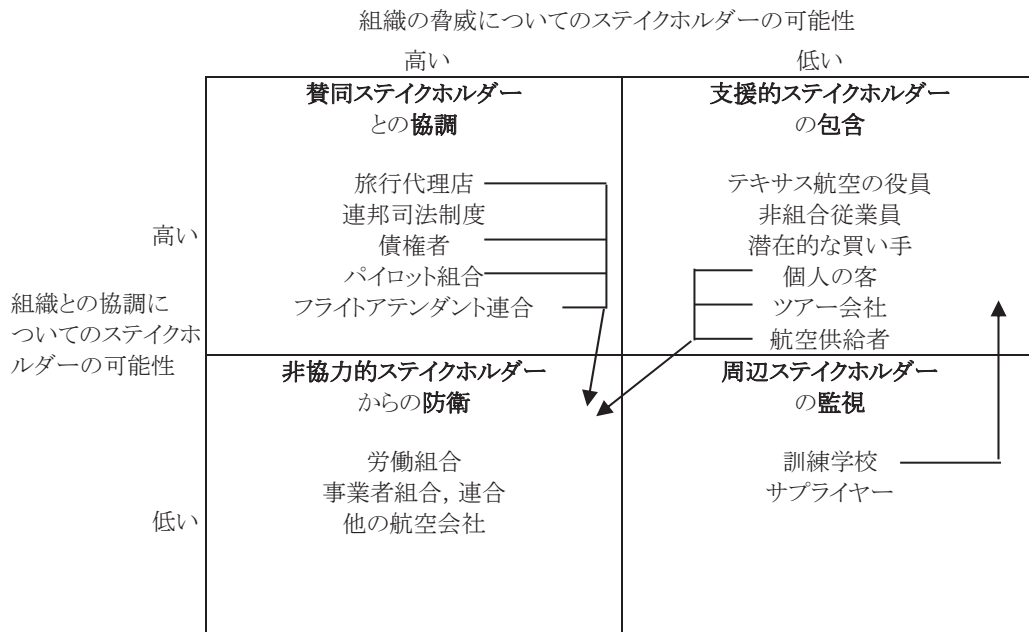 組織の脅威についてのステイクホルダーの可能性
高い
低い
賛同ステイクホルダー
との協調
旅行代理店
連邦司法制度
債権者
パイロット組合
フライトアテンダント連合
支援的ステイクホルダー
の包含
テキサス航空の役員
非組合従業員
潜在的な買い手
個人の客
ツアー会社
航空供給者
高い
組織との協調に
ついてのステイクホ
ルダーの可能性
非協力的ステイクホルダー
からの防衛
労働組合
事業者組合, 連合
他の航空会社
周辺ステイクホルダー
の監視
訓練学校
サプライヤー
低い